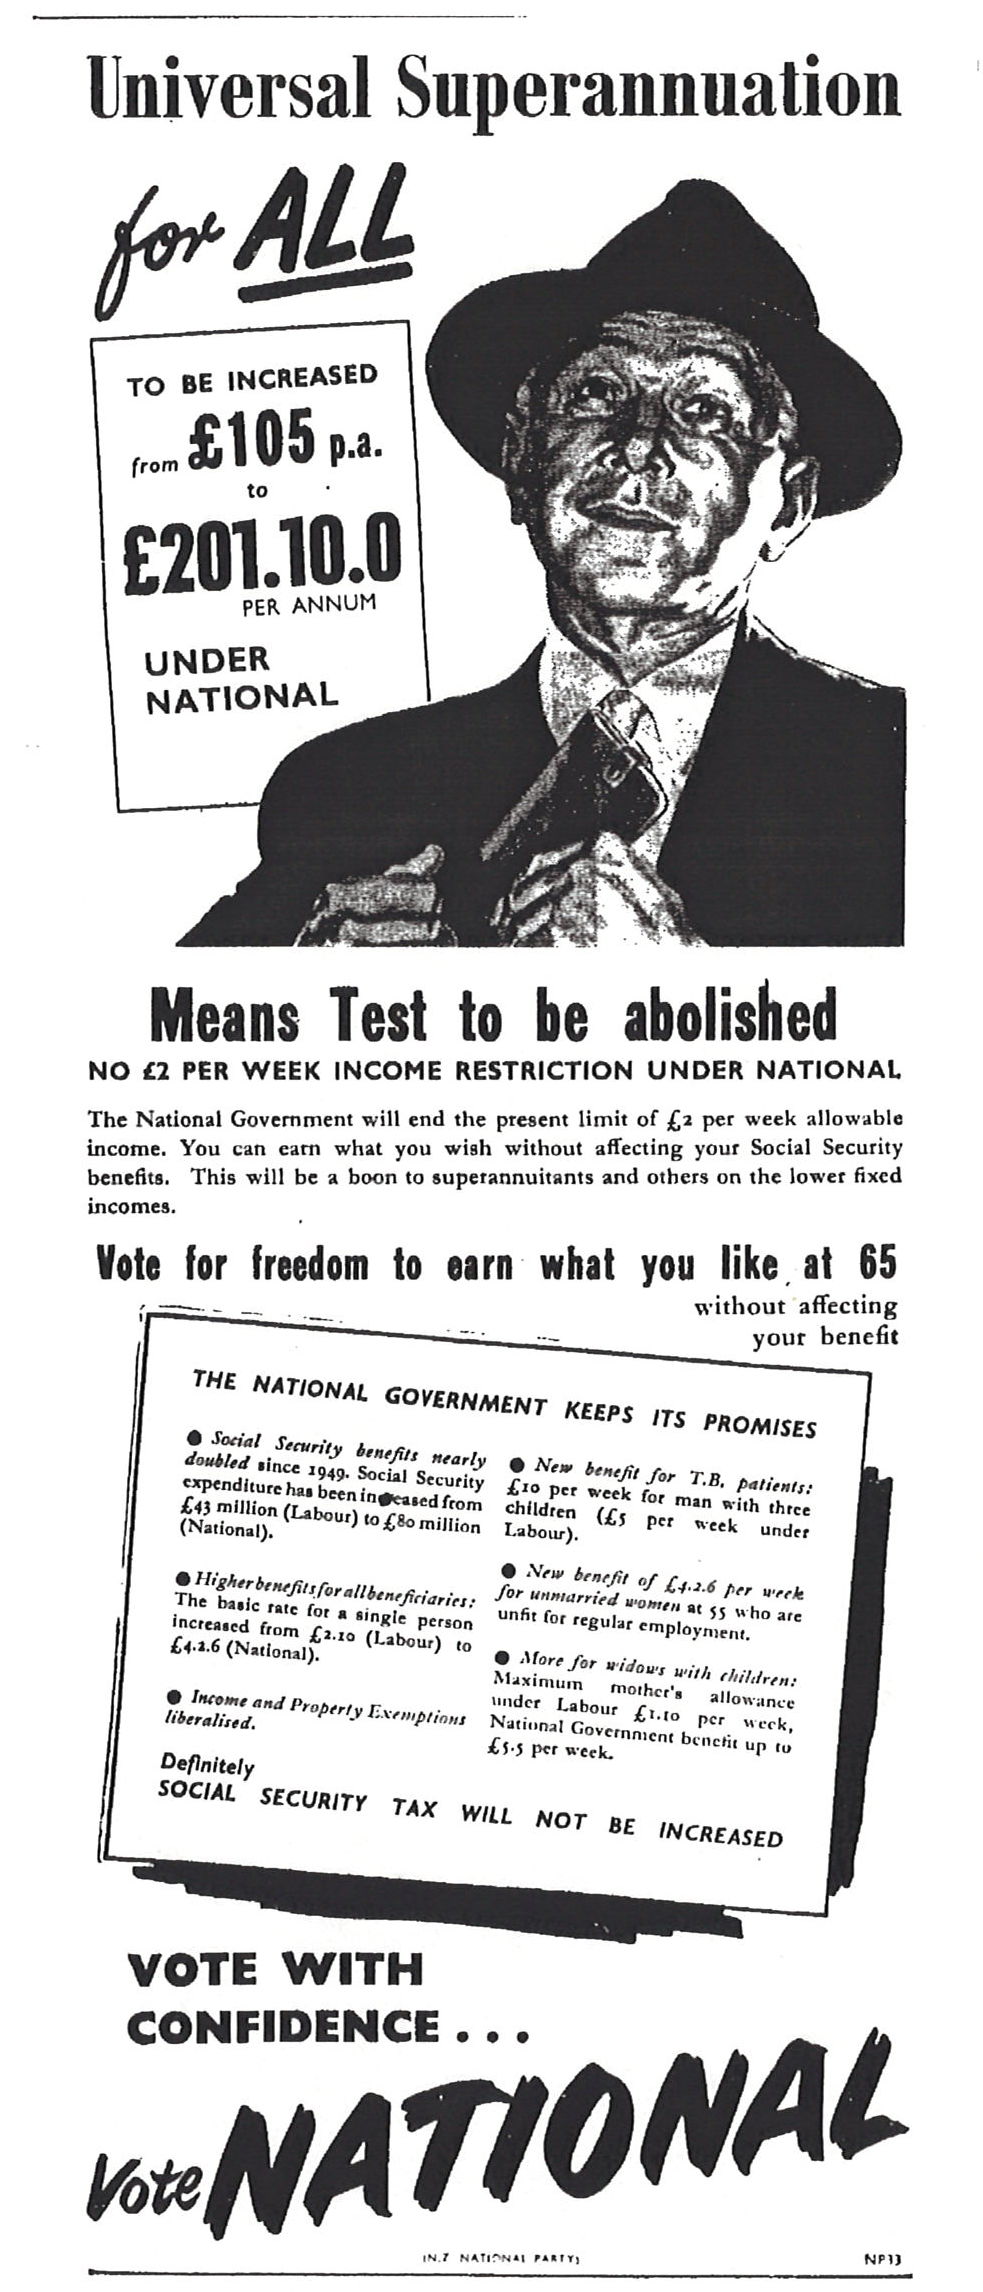 Universal Superannuation
for ALL
TO BE INCREASED
from £105 p.a.
to
£201.10.0
PER ANNUM
UNDER
NATIONAL
Means Test to be abolished
NO £2 PER WEEK INCOME RESTRICTION UNDER NATIONAL
The National Government will end the present limit of £2 per week allowable
income. You can earn what you wish without affecting your Social Security
benefits. This will be a boon to superannuitants and others on the lower fixed
incomes.
Vote for freedom to earn what you like at 65
without affecting
your benefit
THE NATIONAL GOVERNMENT KEEPS ITS PROMISES
● Social Security benefits nearly
doubled since 1949. Social Security
expenditure has been increased from
£43 million (Labour) to £80 million
(National).
● Higher benefits for all beneficiaries:
The basic rate for a single person
increased from £2.10 (Labour) to
£4.2.6 (National).
● Income and Property Exemptions
liberalised.
● New benefit for T.B. patients:
£10 per week for man with three
children (£5 per week under
Labour).
● New benefit of £4.2.6 per week
for unmarried women at 55 who are
unfit for regular employment.
● More for widows with children:
Maximum mother's allowance
under Labour £1.10 per week,
National Government benefit up to
£5.5 per week.
Definitely
SOCIAL SECURITY TAX WILL NOT BE INCREASED
VOTE WITH
CONFIDENCE...
Vote NATIONAL
(N.Z NATIONAL PARTY)
NP13